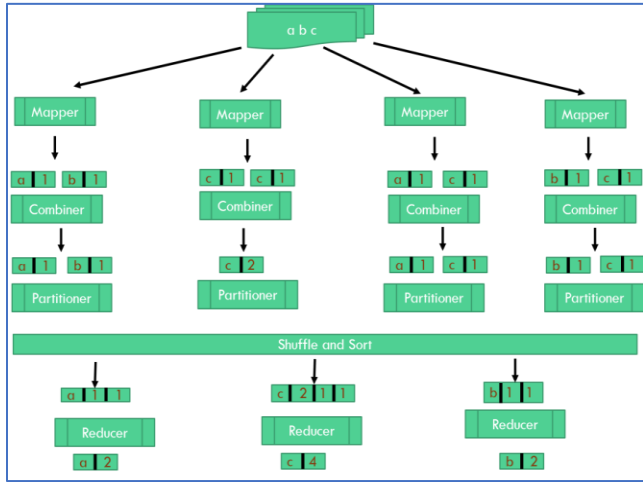 a b c
Mapper Mapper Mapper Mapper
a 1 b 1 c 1 c 1 a 1 c 1 b 1 c 1
Combiner Combiner Combiner Combiner
a 1 b 1 c 2 a 1 c 1 b 1 c 1
Partitioner Partitioner Partitioner Partitioner
Shuffle and Sort
a 1 1 c 2 1 1 b 1 1
Reducer Reducer Reducer
a 2 c 4 b 2